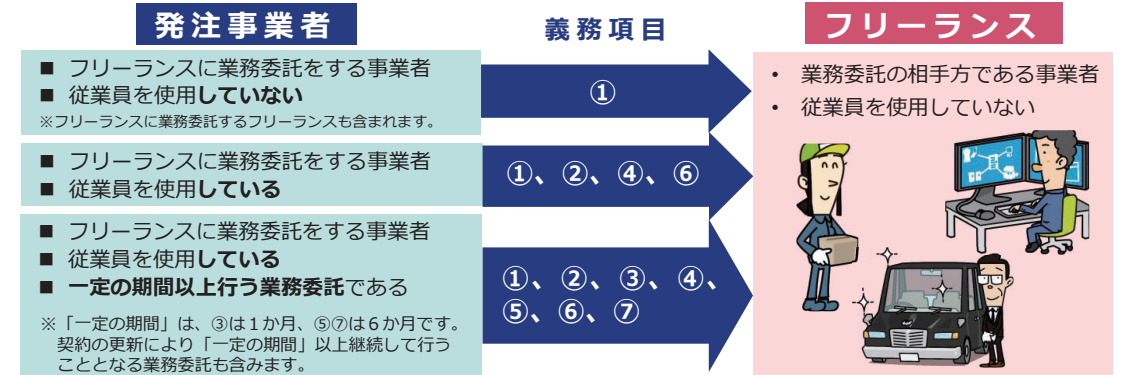 発注事業者
義務項目
フリーランス
■ フリーランスに業務委託をする事業者
■ 従業員を使用していない
※フリーランスに業務委託するフリーランスも含まれます。
①
• 業務委託の相手方である事業者
• 従業員を使用していない
■ フリーランスに業務委託をする事業者
■ 従業員を使用している
①、②、④、⑥
■ フリーランスに業務委託をする事業者
■ 従業員を使用している
■ 一定の期間以上行う業務委託である
※「一定の期間」は、③は１か月、⑤⑦は６か月です。
契約の更新により「一定の期間」以上継続して行う
こととなる業務委託も含みます。
①、②、③、④、
⑤、⑥、⑦